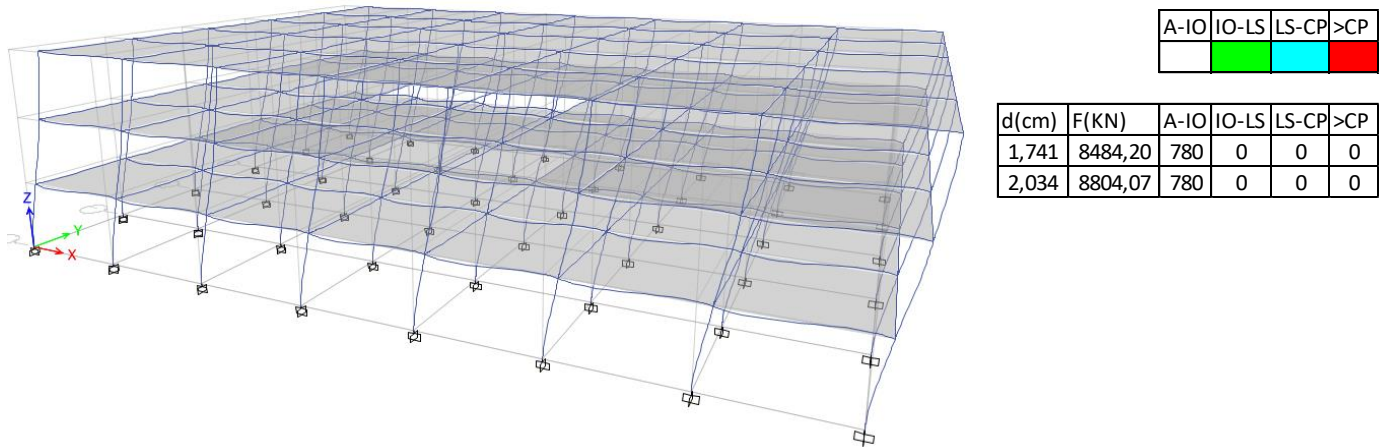 A-IO IO-LS LS-CP >CP
d(cm) F(KN) A-IO IO-LS LS-CP >CP
1,741 8484,20 780 0 0 0
2,034 8804,07 780 0 0 0
Z
Y
X